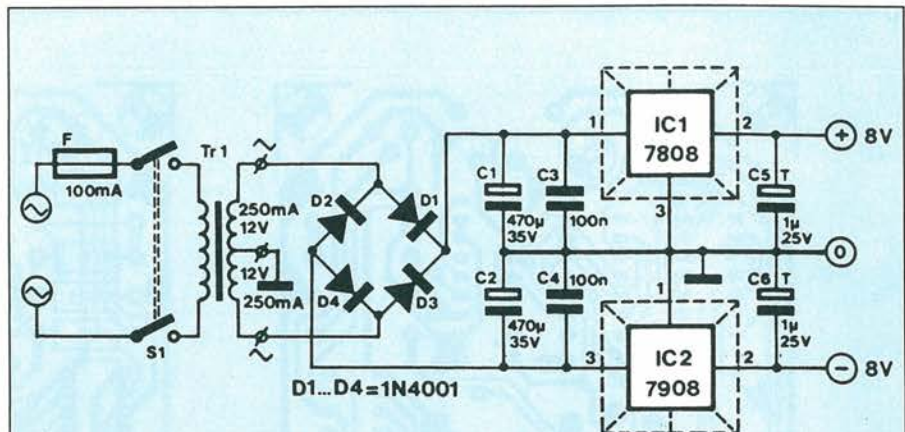 F
100mA
S1
Tr 1
250mA
12V
12V
250mA
D2
D1
D4
D3
D1...D4=1N4001
C1
470µ
35V
C3
100n
C2
470µ
35V
C4
100n
1
IC1
7808
2
3
1
3
IC2
7908
2
C5
T
1µ
25V
C6
T
1µ
25V
+
8V
0
−
8V